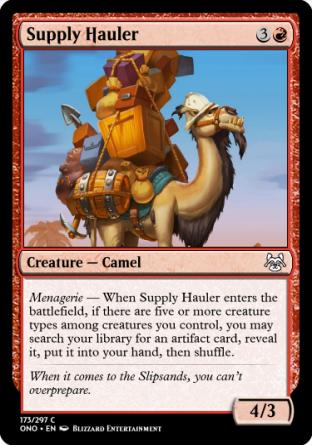 Supply Hauler 3
Creature — Camel
Menagerie — When Supply Hauler enters the
battlefield, if there are five or more creature
types among creatures you control, you may
search your library for an artifact card, reveal
it, put it into your hand, then shuffle.
When it comes to the Slipsands, you can't
overprepare.
4/3
173/297 C
ONO • EN Blizzard Entertainment